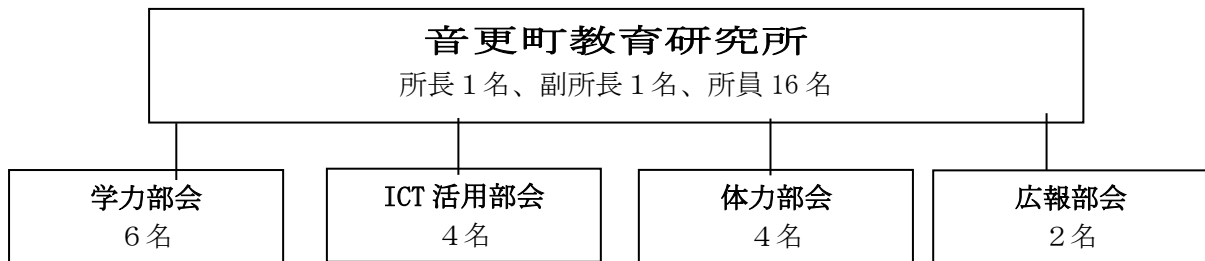 音更町教育研究所
所長１名、副所長１名、所員 16 名
学力部会
６名
ICT 活用部会
４名
体力部会
４名
広報部会
２名